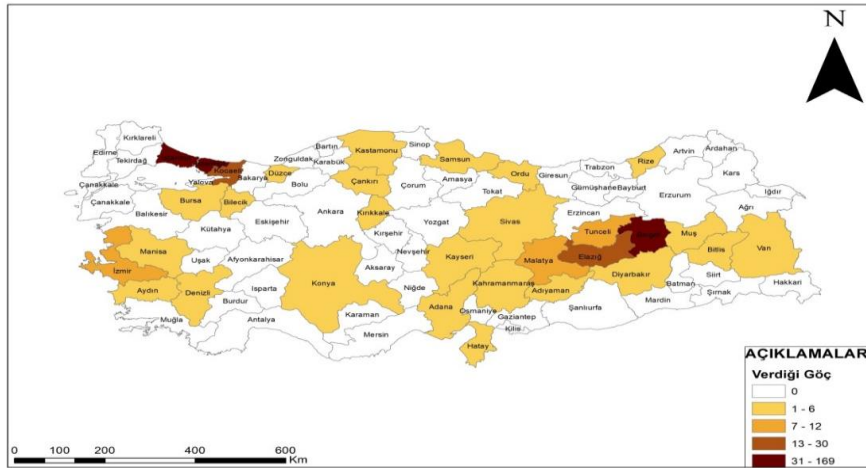 N
Kırklareli
Edirne
Tekirdağ
Kocaeli
Yalova
Sakarya
Düzce
Zonguldak
Bartın
Karabük
Kastamonu
Sinop
Samsun
Ordu
Giresun
Trabzon
Rize
Artvin
Ardahan
Kars
Iğdır
Ağrı
Erzurum
Bayburt
Gümüşhane
Çanakkale
Çanakkale
Balıkesir
Bursa
Bilecik
Bolu
Çankırı
Çorum
Amasya
Tokat
Eskişehir
Ankara
Kırıkkale
Yozgat
Sivas
Erzincan
Tunceli
Muş
Kütahya
Manisa
Uşak
Afyonkarahisar
Kırşehir
Nevşehir
Kayseri
Malatya
Elazığ
Bitlis
Van
İzmir
Aydın
Denizli
Isparta
Burdur
Konya
Aksaray
Niğde
Kahramanmaraş
Adıyaman
Diyarbakır
Batman
Siirt
Şırnak
Hakkari
Mardin
Şanlıurfa
Muğla
Antalya
Karaman
Mersin
Adana
Osmaniye
Gaziantep
Kilis
Hatay
AÇIKLAMALAR
Verdiği Göç
0
1 - 6
7 - 12
13 - 30
31 - 169
0 100 200 400 600
Km